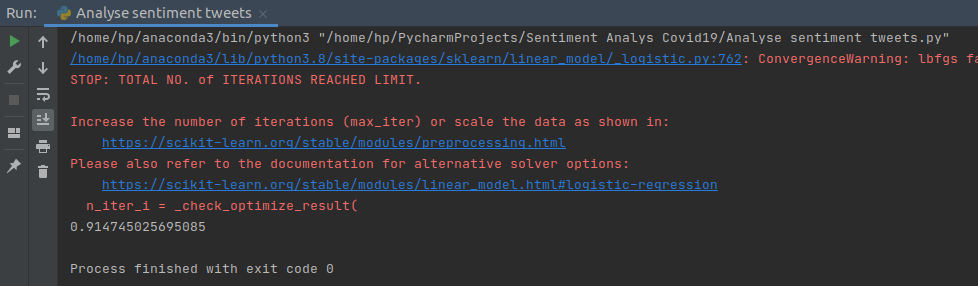 Run: Analyse sentiment tweets
/home/hp/anaconda3/bin/python3 "/home/hp/PycharmProjects/Sentiment Analys Covid19/Analyse sentiment tweets.py"
/home/hp/anaconda3/lib/python3.8/site-packages/sklearn/linear_model/_logistic.py:762: ConvergenceWarning: lbfgs fa
STOP: TOTAL NO. of ITERATIONS REACHED LIMIT.
Increase the number of iterations (max_iter) or scale the data as shown in:
https://scikit-learn.org/stable/modules/preprocessing.html
Please also refer to the documentation for alternative solver options:
https://scikit-learn.org/stable/modules/linear_model.html#logistic-regression
n_iter_i = _check_optimize_result(
0.914745025695085
Process finished with exit code 0